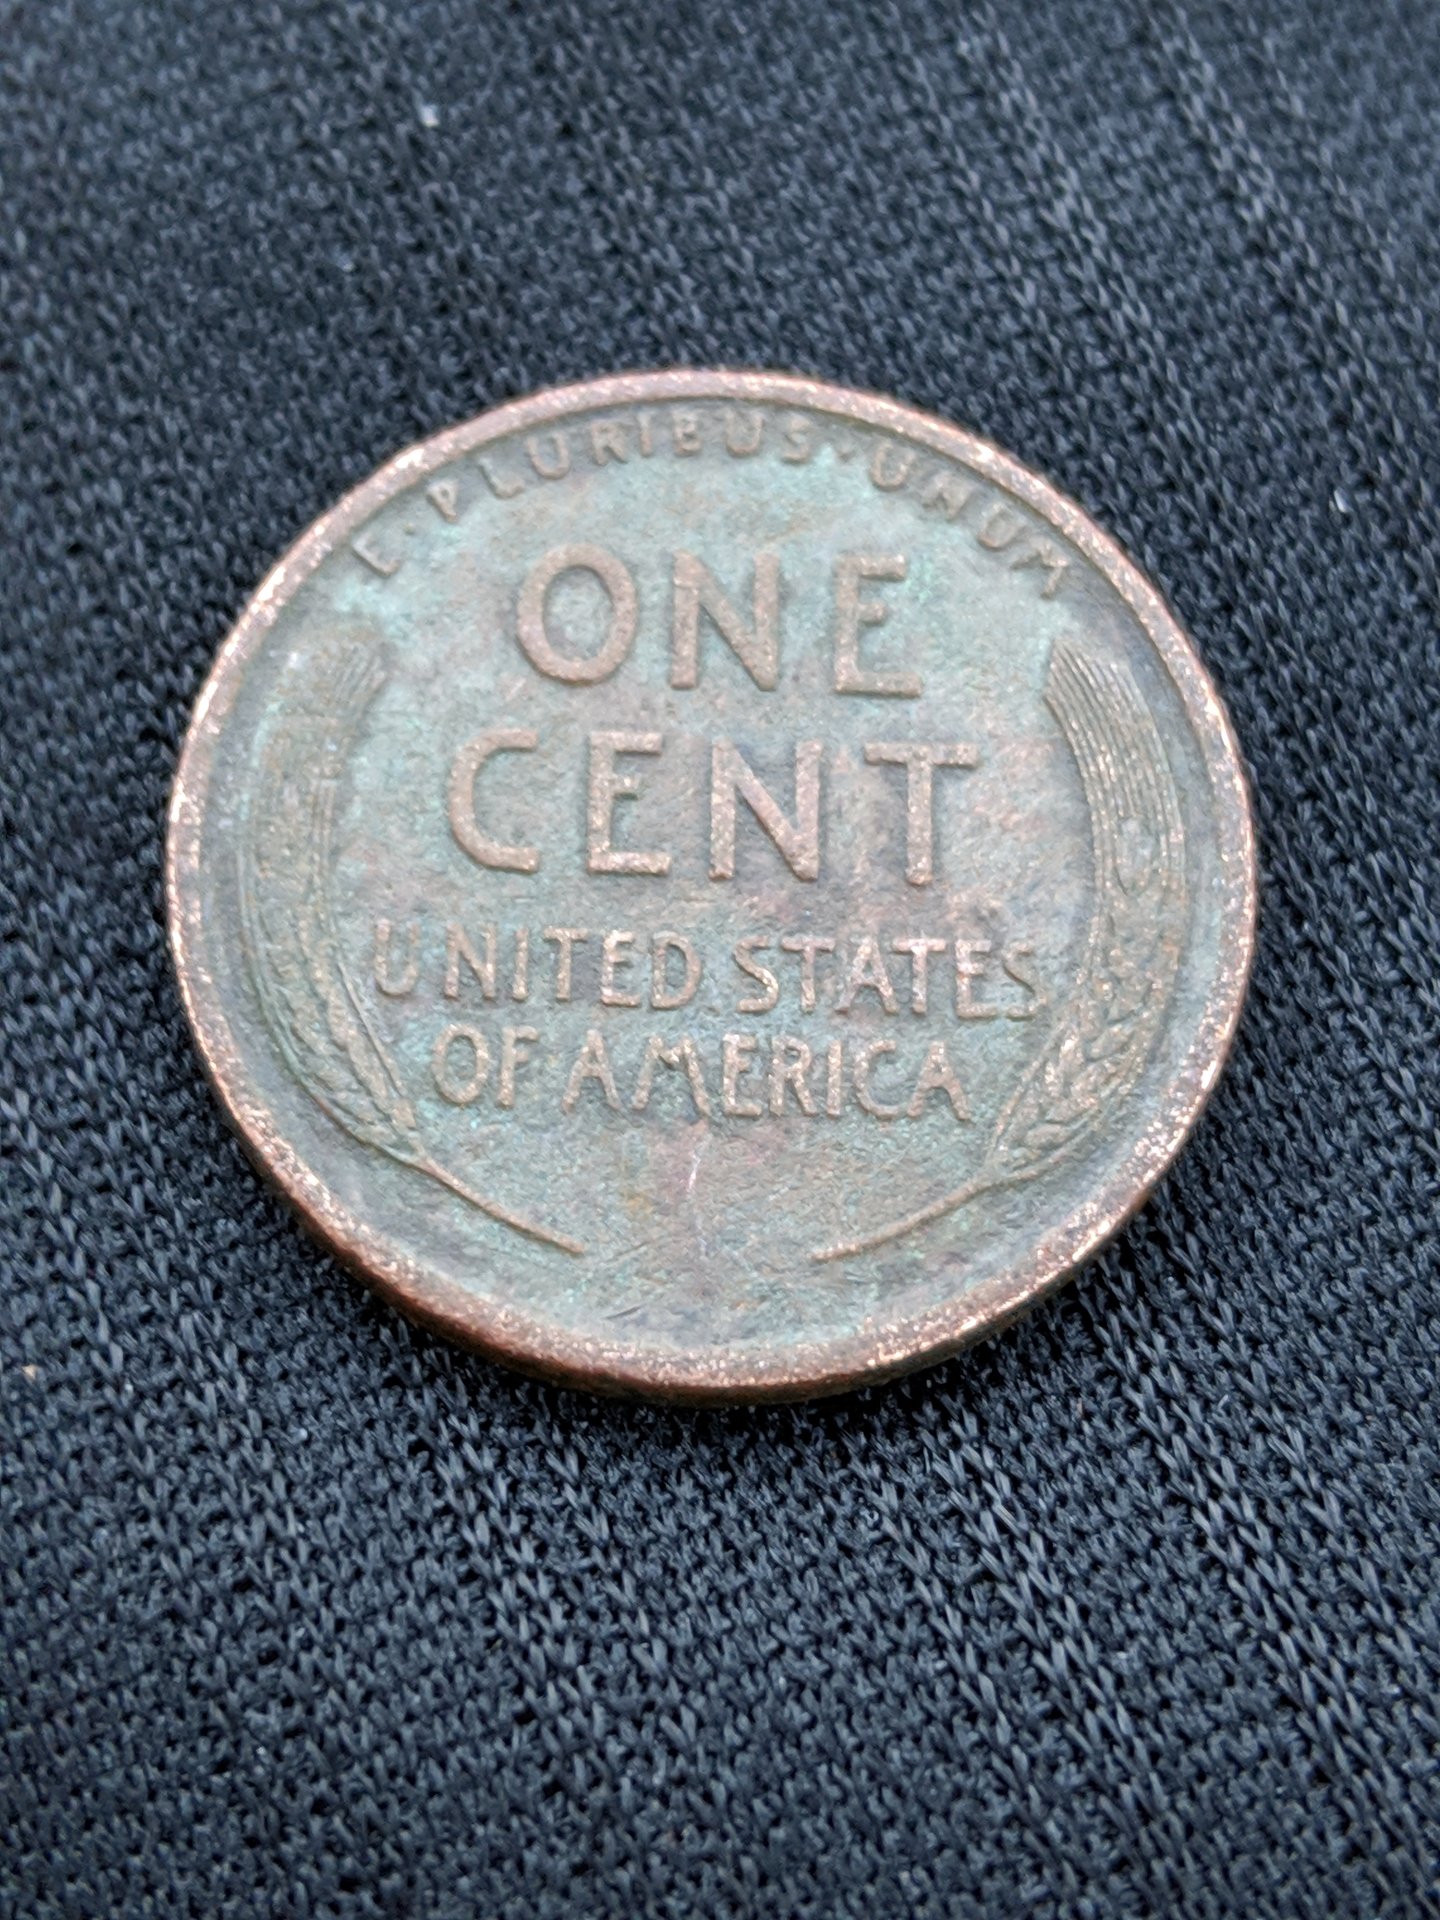 E·PLURIBUS·UNUM
ONE
CENT
UNITED STATES
OF AMERICA